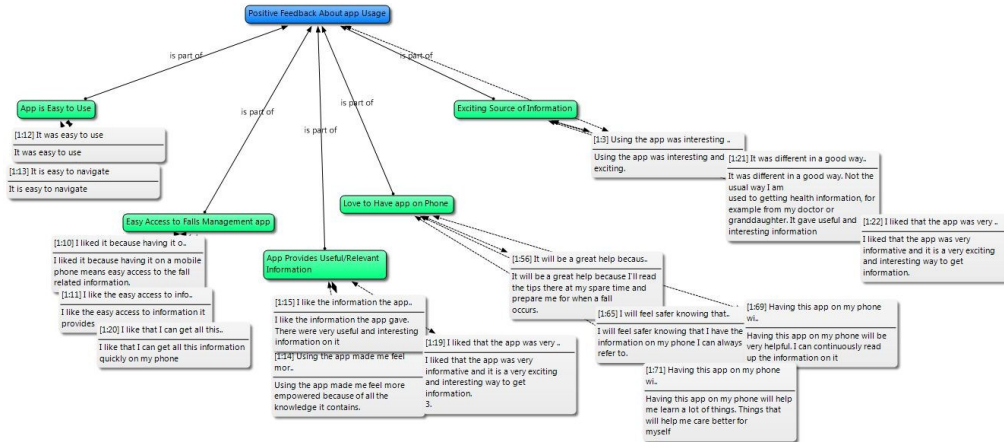 Positive Feedback About app Usage
is part of
is part of
is part of
is part of
is part of
App is Easy to Use
[1:12] It was easy to use
It was easy to use
[1:13] It is easy to navigate
It is easy to navigate
Easy Access to Falls Management app
[1:10] I liked it because having it o..
I liked it because having it on a mobile
phone means easy access to the fall
related information.
[1:11] I like the easy access to info..
I like the easy access to information it
provides
[1:20] I like that I can get all this..
I like that I can get all this information
quickly on my phone
App Provides Useful/Relevant
Information
[1:15] I like the information the app..
I like the information the app gave.
There were very useful and interesting
information on it
[1:14] Using the app made me feel
mor..
Using the app made me feel more
empowered because of all the
knowledge it contains.
[1:19] I liked that the app was very ..
I liked that the app was very
informative and it is a very exciting
and interesting way to get
information.
3.
Love to Have app on Phone
[1:56] It will be a great help becaus..
It will be a great help because I'll read
the tips there at my spare time and
prepare me for when a fall
occurs.
[1:65] I will feel safer knowing that..
I will feel safer knowing that I have the
information on my phone I can always
refer to.
[1:69] Having this app on my phone
wi..
Having this app on my phone will be
very helpful. I can continuously read
up the information on it
[1:71] Having this app on my phone
wi..
Having this app on my phone will help
me learn a lot of things. Things that
will help me care better for
myself
Exciting Source of Information
[1:3] Using the app was interesting ..
Using the app was interesting and
exciting.
[1:21] It was different in a good way..
It was different in a good way. Not the
usual way I am
used to getting health information, for
example from my doctor or
granddaughter. It gave useful and
interesting information
[1:22] I liked that the app was very ..
I liked that the app was very
informative and it is a very exciting
and interesting way to get
information.